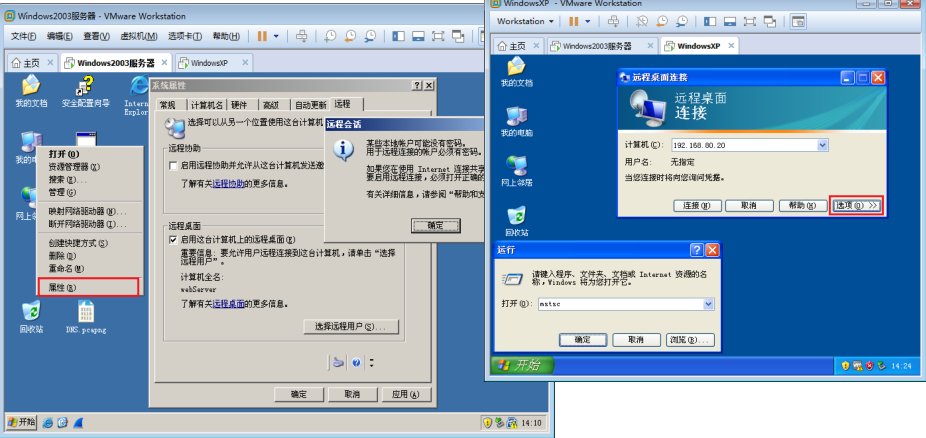 Windows2003服务器 - VMware Workstation
文件(F) 编辑(E) 查看(V) 虚拟机(M) 选项卡(T) 帮助(H)
主页 Windows2003服务器 WindowsXP
我的文档 安全配置向导 Intern
Explor
打开(O)
资源管理器(X)
搜索(E)...
管理(G)
映射网络驱动器(N)...
断开网络驱动器(I)...
创建快捷方式(S)
删除(D)
重命名(M)
属性(R)
回收站 DNS.pcapng
系统属性
常规 计算机名 硬件 高级 自动更新 远程
选择可以从另一个位置使用这台计算机
远程协助
启用远程协助并允许从这台计算机发送邀
了解有关远程协助的更多信息。
远程桌面
启用这台计算机上的远程桌面(E)
重要信息: 要允许用户远程连接到这台计算机，请单击“选择
远程用户”。
计算机全名:
webServer
了解有关远程桌面的更多信息。
选择远程用户(S)...
确定 取消 应用(A)
远程会话
某些本地帐户可能没有密码。
用于远程连接的帐户必须有密码。
如果您在使用 Internet 连接共享
要启用远程连接，必须打开正确的
有关详细信息，请参阅“帮助和支
确定
开始 14:10
WindowsXP - VMware Workstation
Workstation
主页 Windows2003服务器 WindowsXP
我的文档
我的电脑
网上邻居
回收站
远程桌面连接
远程桌面
连接
计算机(C): 192.168.80.20
用户名: 无指定
当您连接时将向您询问凭据。
连接(N) 取消 帮助(H) 选项(O) >>
运行
请键入程序、文件夹、文档或 Internet 资源的名
称，Windows 将为您打开它。
打开(O): mxtxc
确定 取消 浏览(B)...
开始 14:24